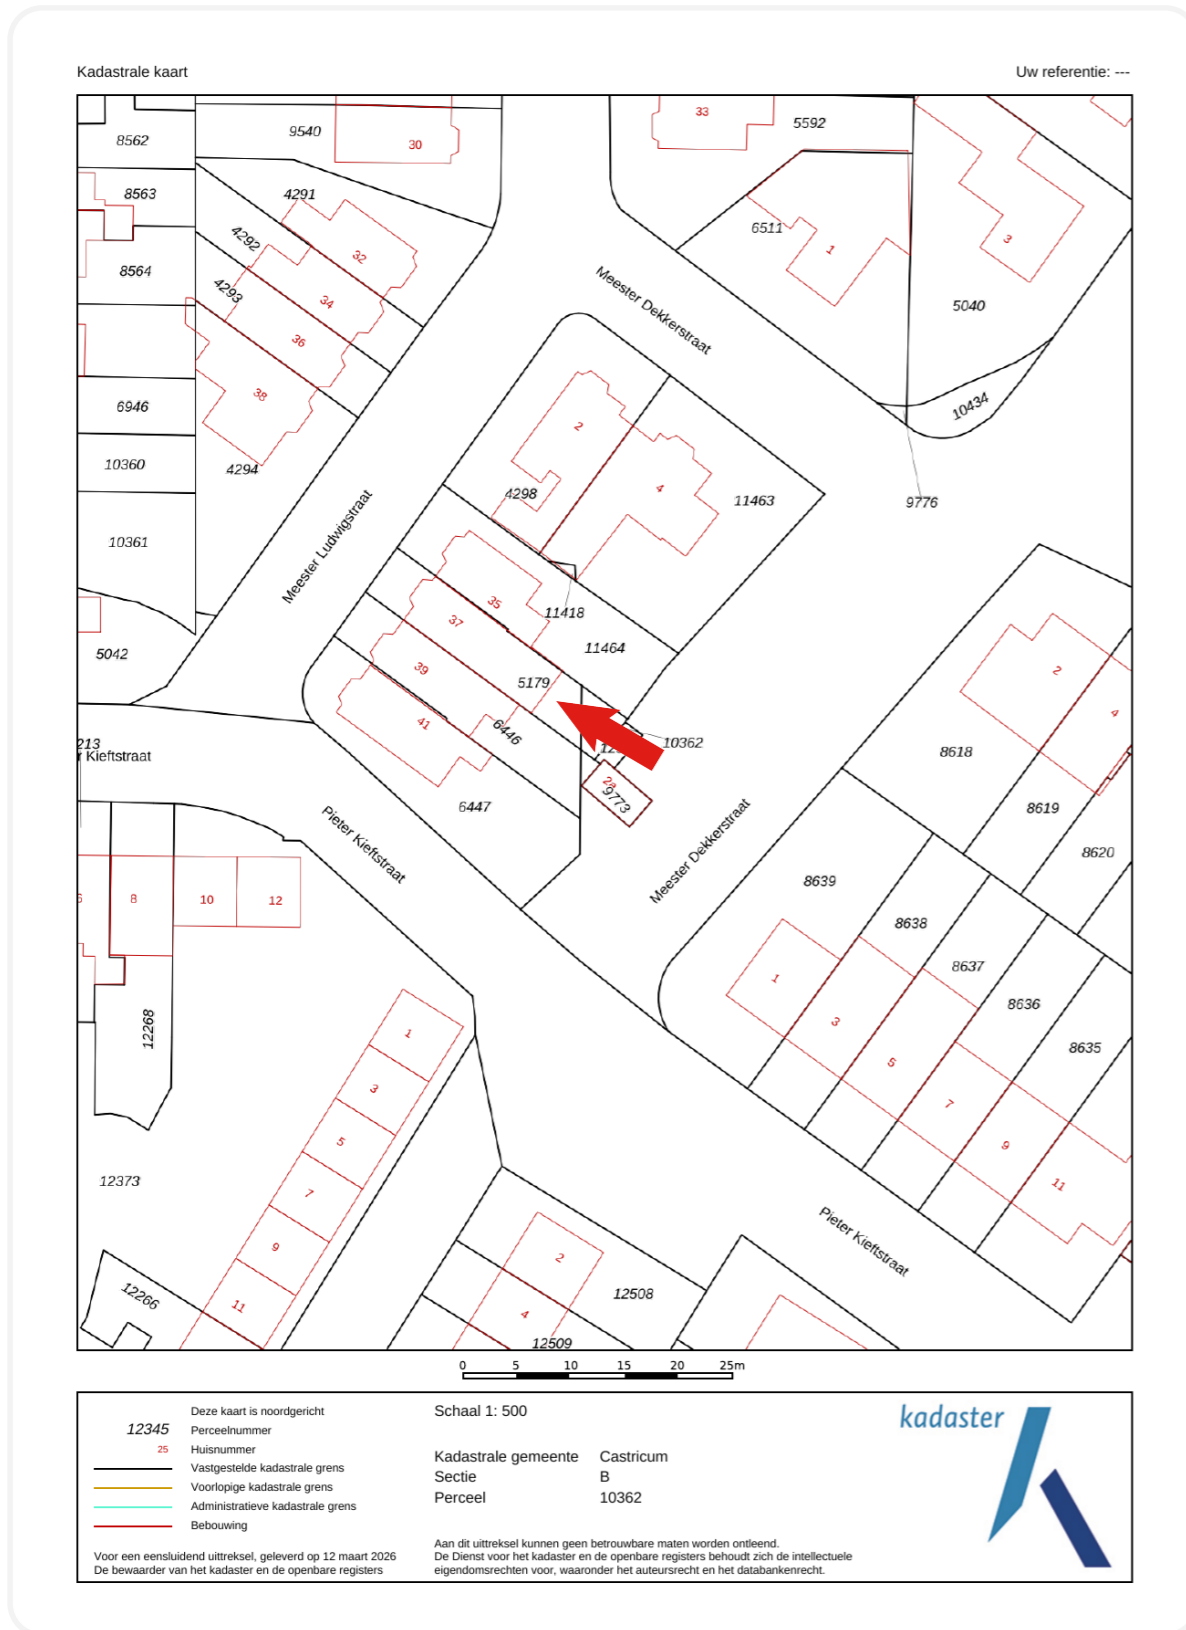 Kadastrale kaart
Uw referentie: ---
8562
9540
30
33
5592
8563
4291
4292
32
6511
1
3
8564
4293
34
Meester Dekkerstraat
5040
36
38
6946
2
10434
10360
4294
4298
4
11463
9776
10361
Meester Ludwigstraat
35
11418
37
11464
5042
39
5179
2
4
41
6446
10362
213
r Kieftstraat
8618
2a
9773
6447
8619
Pieter Kieftstraat
Meester Dekkerstraat
8620
8639
6
8
10
12
8638
8637
1
8636
12268
3
8635
1
5
3
7
5
9
12373
7
11
9
Pieter Kieftstraat
2
12266
11
12508
4
12509
0 5 10 15 20 25m
Deze kaart is noordgericht
12345 Perceelnummer
25 Huisnummer
Vastgestelde kadastrale grens
Voorlopige kadastrale grens
Administratieve kadastrale grens
Bebouwing
Voor een eensluidend uittreksel, geleverd op 12 maart 2026
De bewaarder van het kadaster en de openbare registers
Schaal 1: 500
Kadastrale gemeente Castricum
Sectie B
Perceel 10362
Aan dit uittreksel kunnen geen betrouwbare maten worden ontleend.
De Dienst voor het kadaster en de openbare registers behoudt zich de intellectuele
eigendomsrechten voor, waaronder het auteursrecht en het databankenrecht.
kadaster